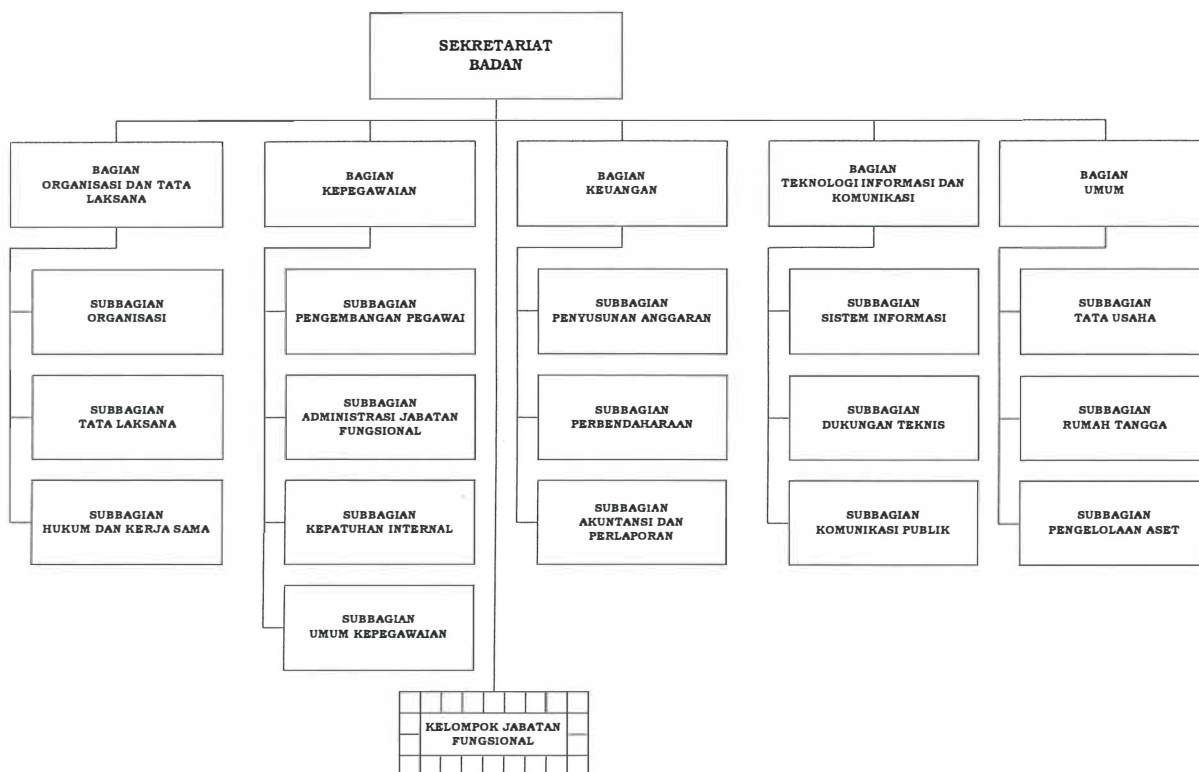 SEKRETARIAT
BADAN
BAGIAN
ORGANISASI DAN TATA
LAKSANA
BAGIAN
KEPEGAWAIAN
BAGIAN
KEUANGAN
BAGIAN
TEKNOLOGI INFORMASI DAN
KOMUNIKASI
BAGIAN
UMUM
SUBBAGIAN
ORGANISASI
SUBBAGIAN
PENGEMBANGAN PEGAWAI
SUBBAGIAN
PENYUSUNAN ANGGARAN
SUBBAGIAN
SISTEM INFORMASI
SUBBAGIAN
TATA USAHA
SUBBAGIAN
TATA LAKSANA
SUBBAGIAN
ADMINISTRASI JABATAN
FUNGSIONAL
SUBBAGIAN
PERBENDAHARAAN
SUBBAGIAN
DUKUNGAN TEKNIS
SUBBAGIAN
RUMAH TANGGA
SUBBAGIAN
HUKUM DAN KERJA SAMA
SUBBAGIAN
KEPATUHAN INTERNAL
SUBBAGIAN
AKUNTANSI DAN
PERLAPORAN
SUBBAGIAN
KOMUNIKASI PUBLIK
SUBBAGIAN
PENGELOLAAN ASET
SUBBAGIAN
UMUM KEPEGAWAIAN
KELOMPOK JABATAN
FUNGSIONAL